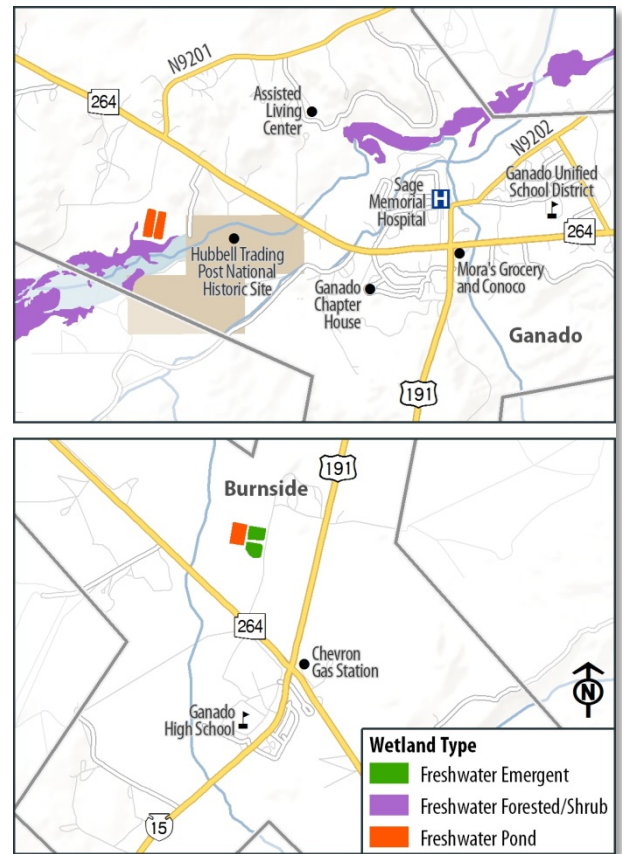 N9201
264
Assisted
Living
Center
N9202
Ganado Unified
School District
Sage
Memorial
Hospital
H
264
Hubbell Trading
Post National
Historic Site
Mora's Grocery
and Conoco
Ganado
Chapter
House
Ganado
191
191
Burnside
264
Chevron
Gas Station
N
Ganado
High School
15
Wetland Type
Freshwater Emergent
Freshwater Forested/Shrub
Freshwater Pond